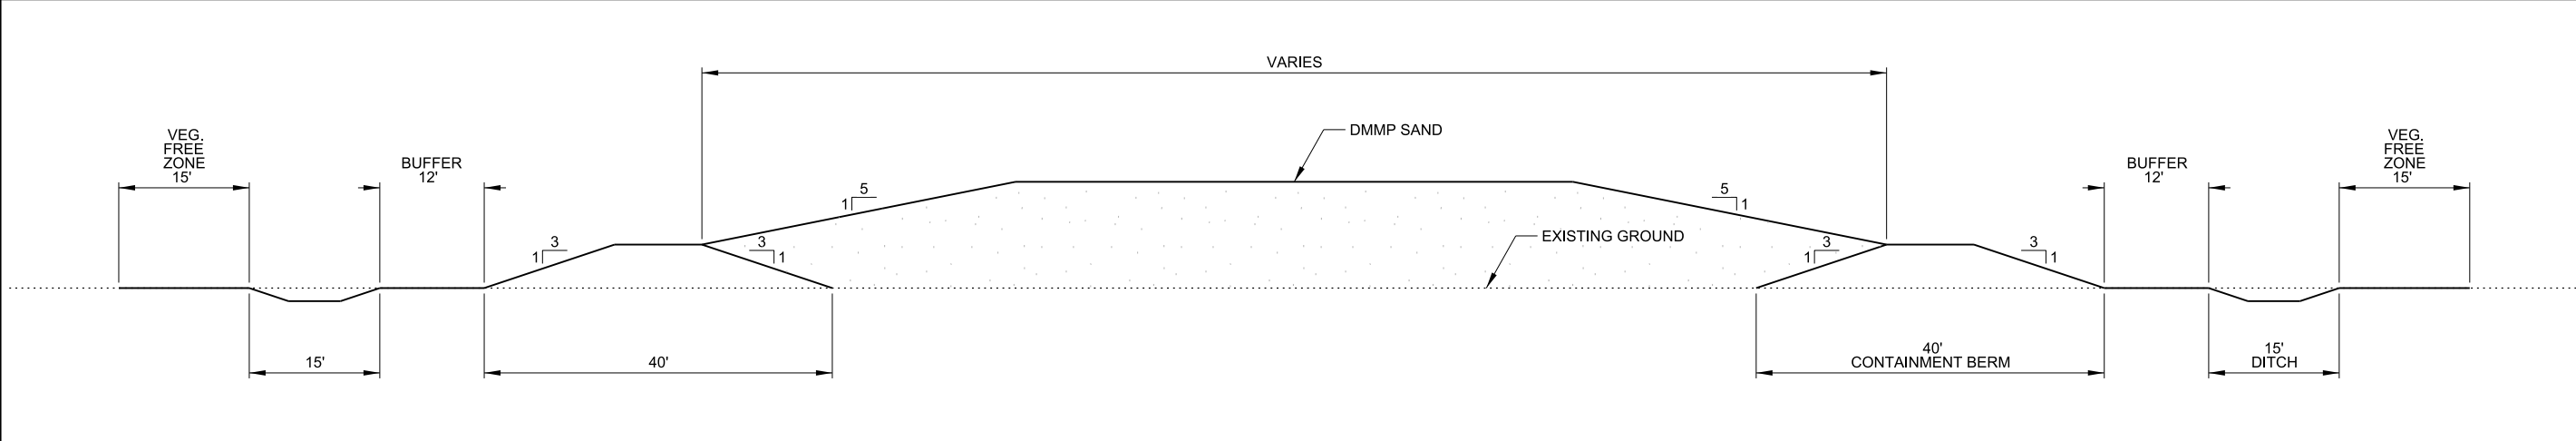 VARIES
DMMP SAND
VEG.
FREE
ZONE
15'
BUFFER
12'
BUFFER
12'
VEG.
FREE
ZONE
15'
5
1
5
1
EXISTING GROUND
3
1
3
1
3
1
3
1
15'
40'
40'
CONTAINMENT BERM
15'
DITCH